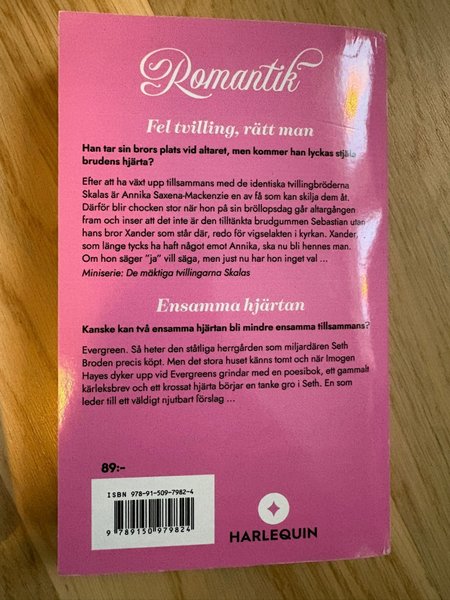 Romantik
Fel tvilling, rätt man
Han tar sin brors plats vid altaret, men kommer han lyckas stjäla
brudens hjärta?
Efter att ha växt upp tillsammans med de identiska tvillingbröderna
Skalas är Annika Saxena-Mackenzie en av få som kan skilja dem åt.
Därför blir chocken stor när hon på sin bröllopsdag går altargången
fram och inser att det inte är den tilltänkta brudgummen Sebastian utan
hans bror Xander som står där, redo för vigselakten i kyrkan. Xander,
som länge tycks ha haft något emot Annika, ska nu bli hennes man.
Om hon säger ”ja” vill säga, men just nu har hon inget val ...
Miniserie: De mäktiga tvillingarna Skalas
Ensamma hjärtan
Kanske kan två ensamma hjärtan bli mindre ensamma tillsammans?
Evergreen. Så heter den ståtliga herrgården som miljardären Seth
Broden precis köpt. Men det stora huset känns tomt och när Imogen
Hayes dyker upp vid Evergreens grindar med en poesibok, ett gammalt
kärleksbrev och ett krossat hjärta börjar en tanke gro i Seth. En som
leder till ett väldigt njutbart förslag ...
89:-
ISBN 978-91-509-7982-4
9 789150 979824
HARLEQUIN